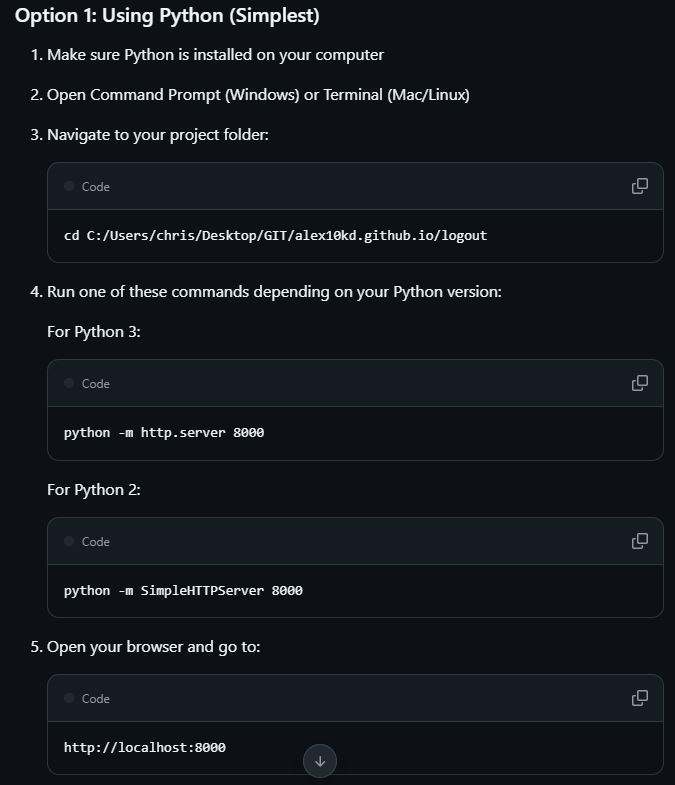 Option 1: Using Python (Simplest)
1. Make sure Python is installed on your computer
2. Open Command Prompt (Windows) or Terminal (Mac/Linux)
3. Navigate to your project folder:
Code
cd C:/Users/chris/Desktop/GIT/alex10kd.github.io/logout
4. Run one of these commands depending on your Python version:
For Python 3:
Code
python -m http.server 8000
For Python 2:
Code
python -m SimpleHTTPServer 8000
5. Open your browser and go to:
Code
http://localhost:8000